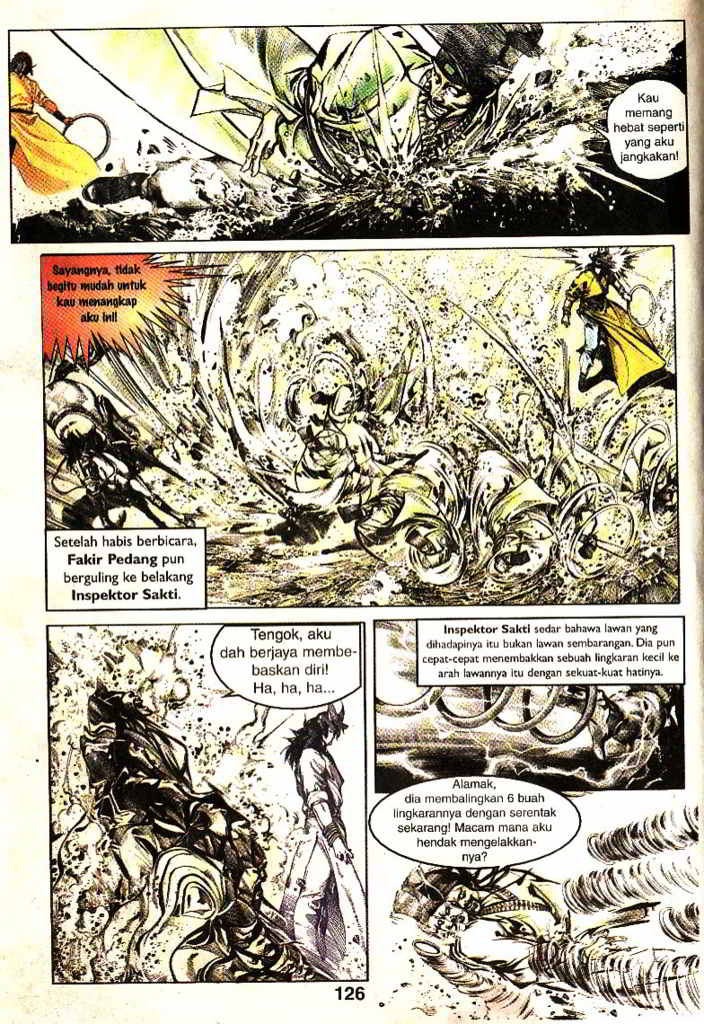 Kau
memang
hebat seperti
yang aku
jangkakan!
Sayangnya, tidak
begitu mudah untuk
kau menangkap
aku ini!
Setelah habis berbicara,
Fakir Pedang pun
berguling ke belakang
Inspektor Sakti.
Tengok, aku
dah berjaya membe-
baskan diri!
Ha, ha, ha...
Inspektor Sakti sedar bahawa lawan yang
dihadapinya itu bukan lawan sembarangan. Dia pun
cepat-cepat menembakkan sebuah lingkaran kecil ke
arah lawannya itu dengan sekuat-kuat hatinya.
Alamak,
dia membalingkan 6 buah
lingkarannya dengan serentak
sekarang! Macam mana aku
hendak mengelakkan-
nya?
126